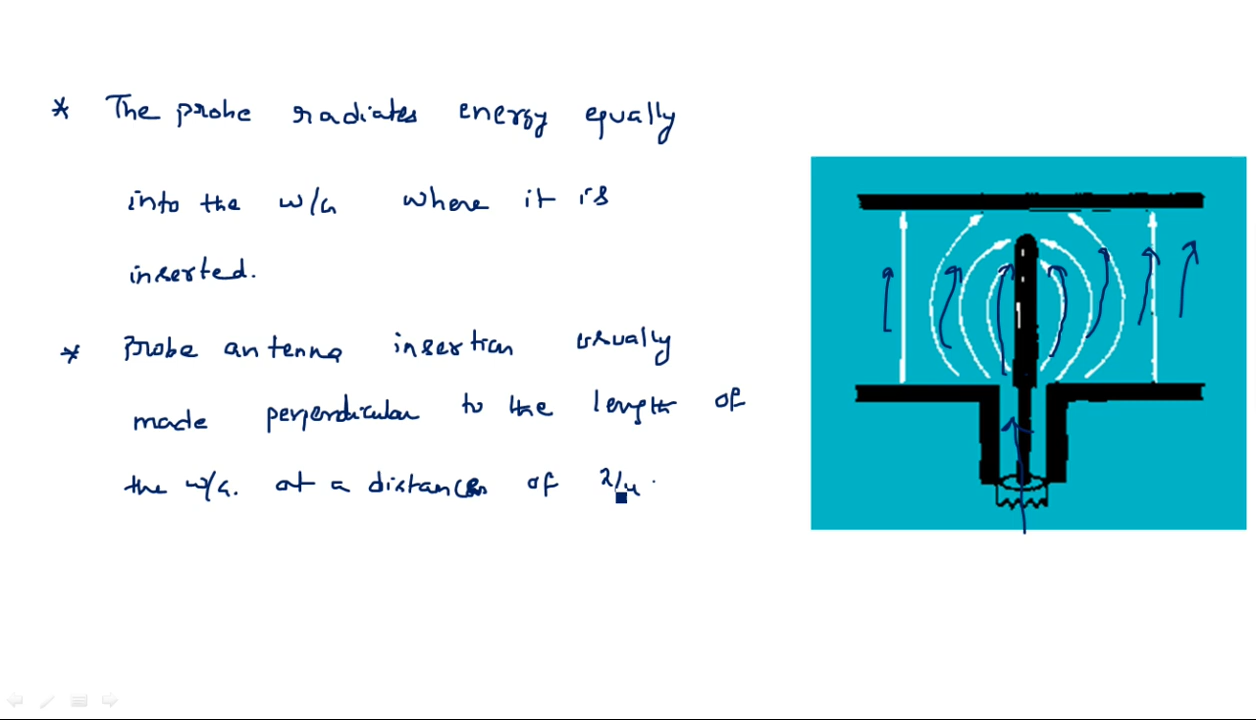 * The probe radiates energy equally
into the w/G where it is
inserted.
* Probe antenna insertion usually
made perpendicular to the length of
the w/G. at a distances of λ/4.